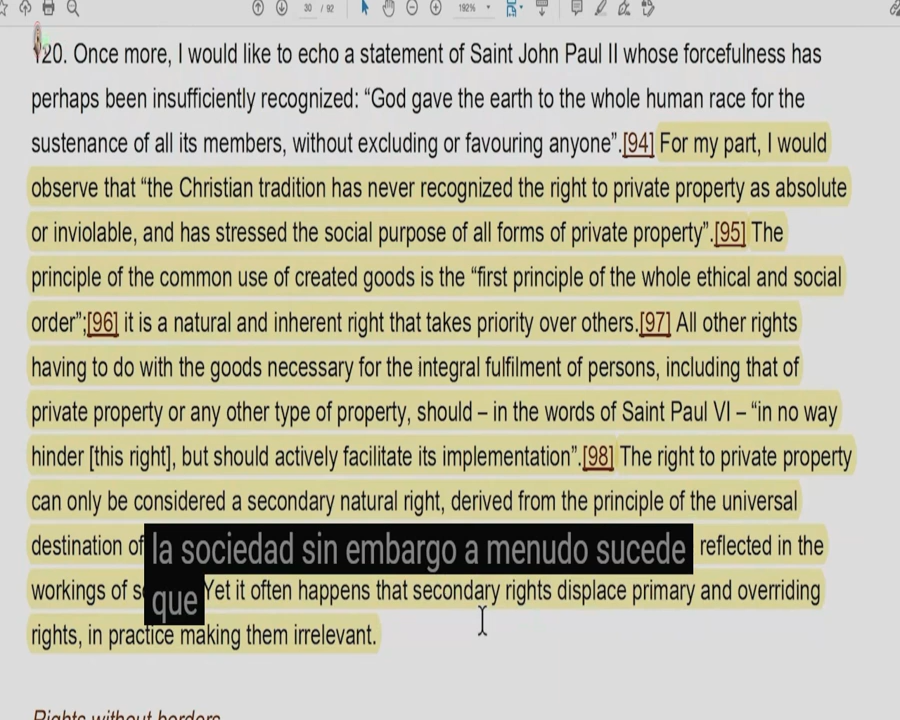 30 / 92 192%
120. Once more, I would like to echo a statement of Saint John Paul II whose forcefulness has
perhaps been insufficiently recognized: “God gave the earth to the whole human race for the
sustenance of all its members, without excluding or favouring anyone”.[94] For my part, I would
observe that “the Christian tradition has never recognized the right to private property as absolute
or inviolable, and has stressed the social purpose of all forms of private property”.[95] The
principle of the common use of created goods is the “first principle of the whole ethical and social
order”;[96] it is a natural and inherent right that takes priority over others.[97] All other rights
having to do with the goods necessary for the integral fulfilment of persons, including that of
private property or any other type of property, should – in the words of Saint Paul VI – “in no way
hinder [this right], but should actively facilitate its implementation”.[98] The right to private property
can only be considered a secondary natural right, derived from the principle of the universal
destination of reflected in the
la sociedad sin embargo a menudo sucede
workings of Yet it often happens that secondary rights displace primary and overriding
que
rights, in practice making them irrelevant.
Rights without borders